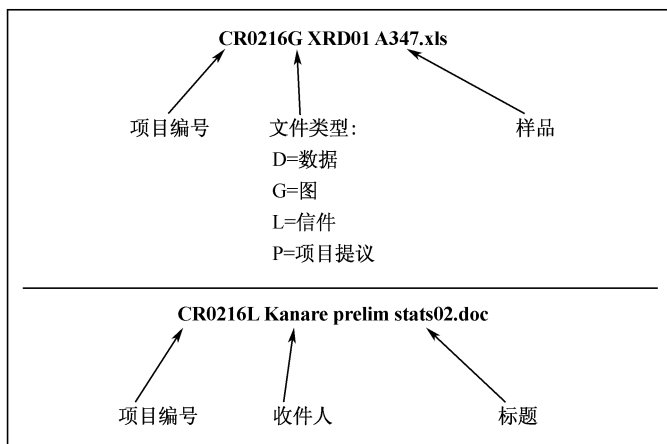 CR0216G XRD01 A347.xls
项目编号 文件类型: 样品
D=数据
G=图
L=信件
P=项目提议
CR0216L Kanare prelim stats02.doc
项目编号 收件人 标题